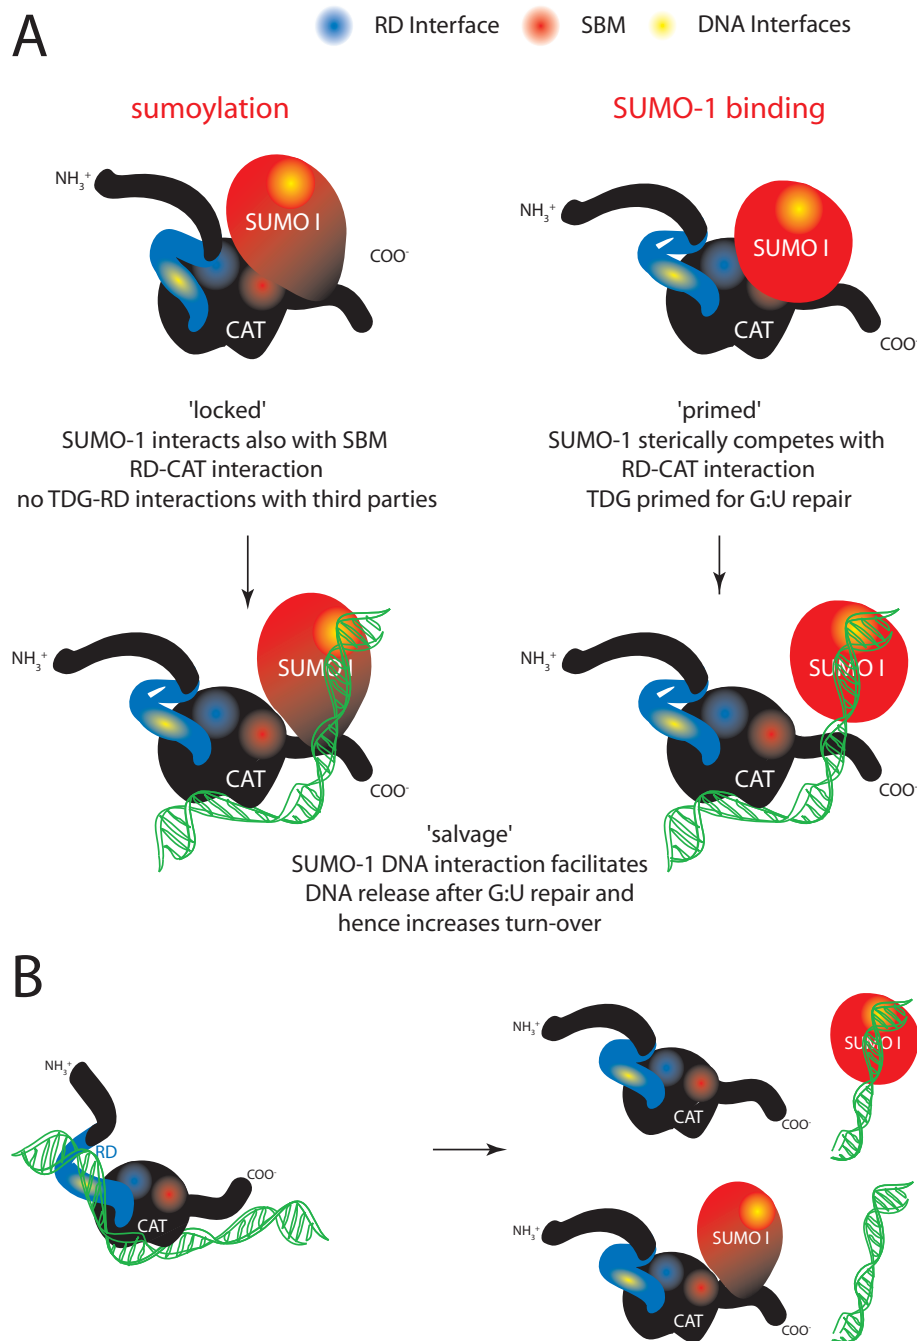 A
RD Interface
SBM
DNA Interfaces
sumoylation
SUMO-1 binding
NH₃⁺
SUMO I
COO⁻
CAT
NH₃⁺
SUMO I
CAT
COO⁻
'locked'
SUMO-1 interacts also with SBM
RD-CAT interaction
no TDG-RD interactions with third parties
'primed'
SUMO-1 sterically competes with
RD-CAT interaction
TDG primed for G:U repair
NH₃⁺
SUMO I
CAT
COO⁻
NH₃⁺
SUMO I
CAT
COO⁻
'salvage'
SUMO-1 DNA interaction facilitates
DNA release after G:U repair and
hence increases turn-over
B
NH₃⁺
RD
COO⁻
CAT
NH₃⁺
SUMO I
CAT
COO⁻
NH₃⁺
SUMO I
CAT
COO⁻